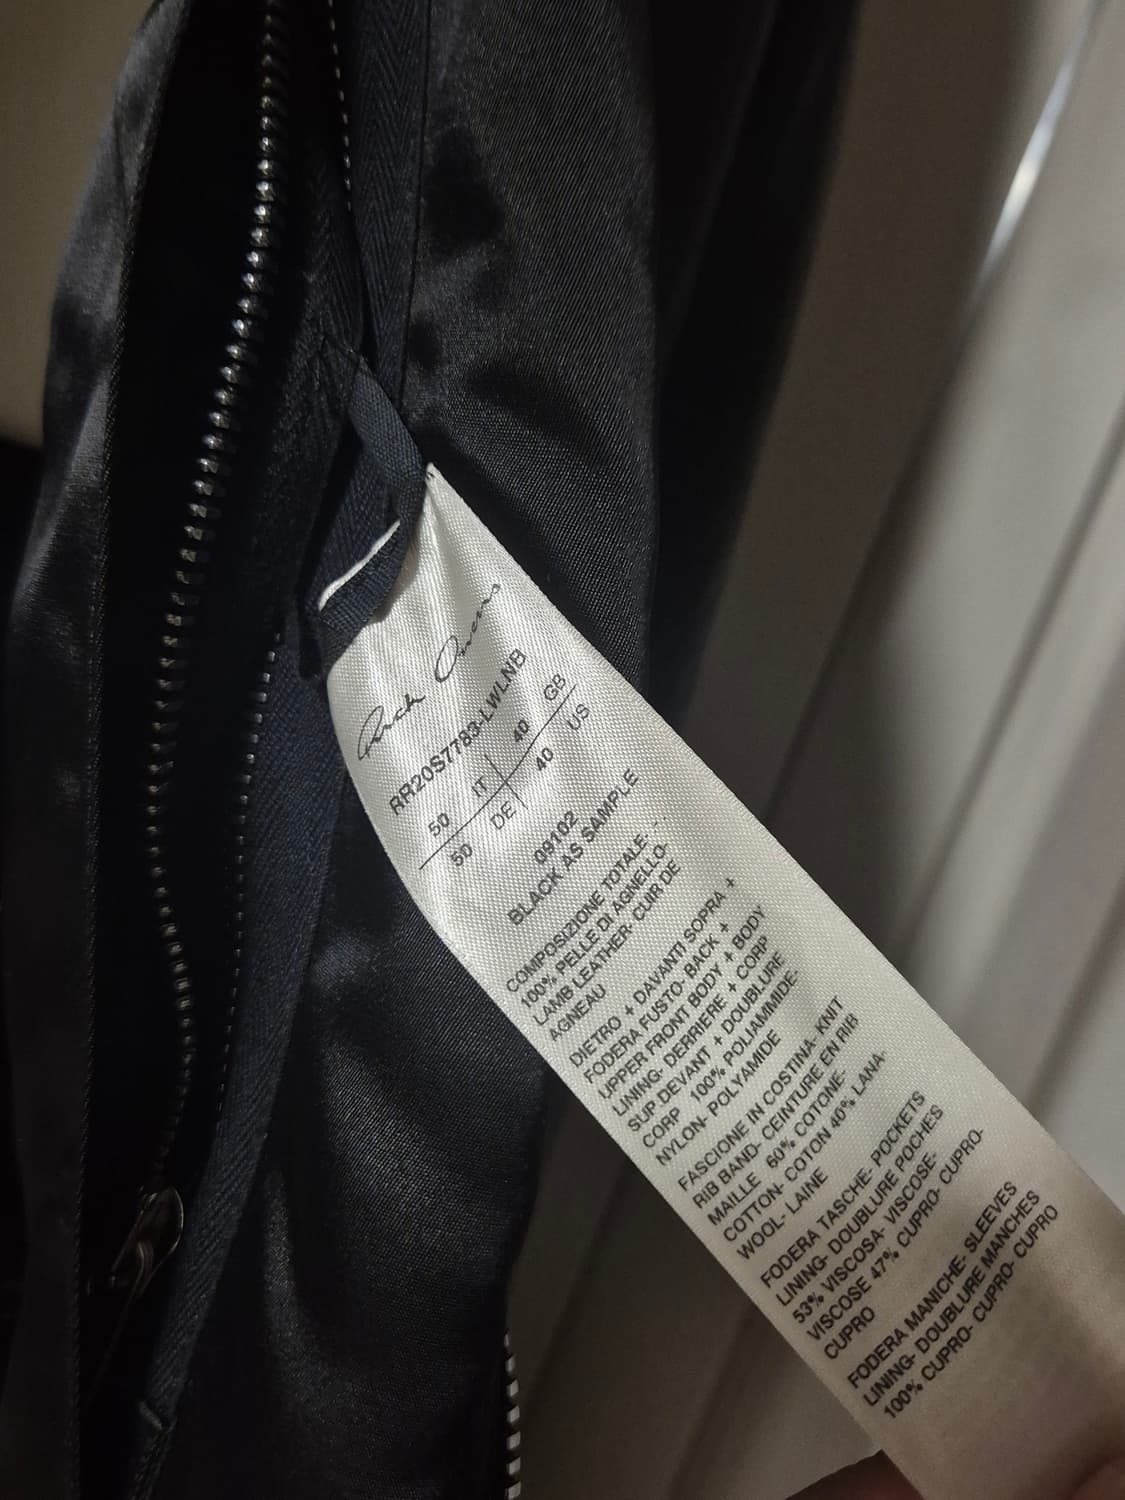 Rick Owens
RR20S7783-LWLNB
50 IT 40 GB
50 DE 40 US
09102
BLACK AS SAMPLE
COMPOSIZIONE TOTALE- -.
100% PELLE DI AGNELLO-
LAMB LEATHER- CUIR DE
AGNEAU
DIETRO + DAVANTI SOPRA +
FODERA FUSTO- BACK +
UPPER FRONT BODY + BODY
LINING- DERRIERE + CORP
SUP DEVANT + DOUBLURE
CORP 100% POLIAMMIDE-
NYLON- POLYAMIDE
FASCIONE IN COSTINA- KNIT
RIB BAND- CEINTURE EN RIB
MAILLE 60% COTONE-
COTTON- COTON 40% LANA-
WOOL- LAINE
FODERA TASCHE- POCKETS
LINING- DOUBLURE POCHES
53% VISCOSA- VISCOSE-
VISCOSE 47% CUPRO- CUPRO-
CUPRO
FODERA MANICHE- SLEEVES
LINING- DOUBLURE MANCHES
100% CUPRO- CUPRO- CUPRO